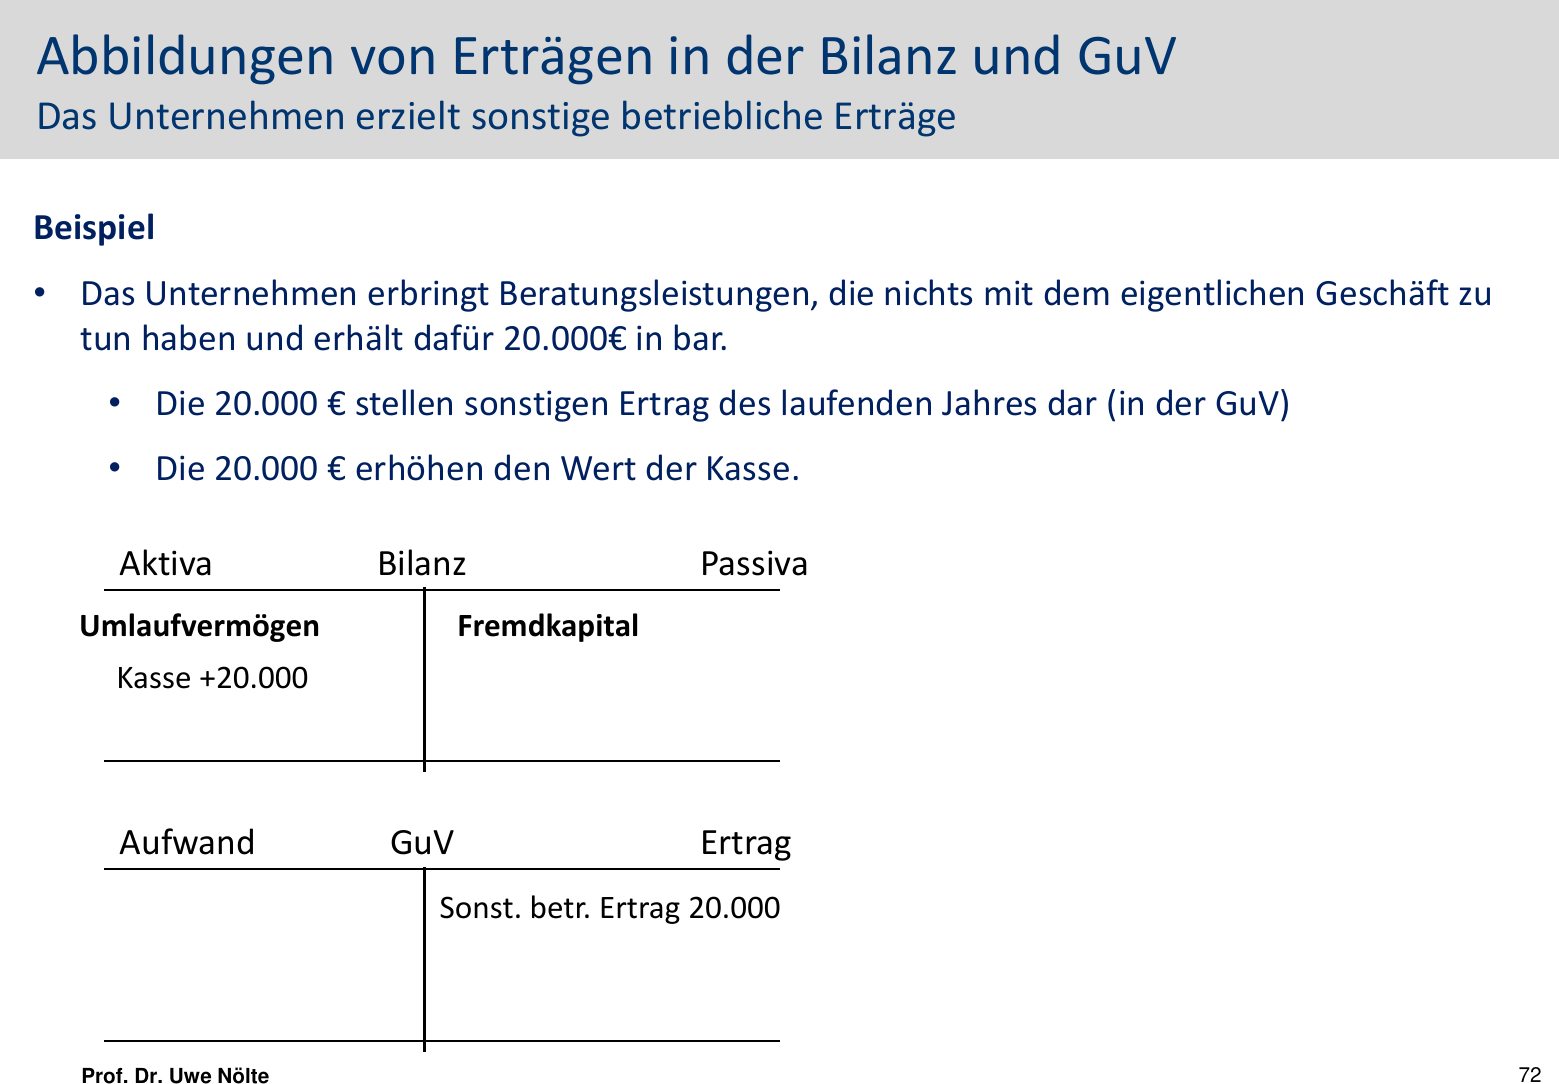 Abbildungen von Erträgen in der Bilanz und GuV
Das Unternehmen erzielt sonstige betriebliche Erträge
Beispiel
• Das Unternehmen erbringt Beratungsleistungen, die nichts mit dem eigentlichen Geschäft zu
tun haben und erhält dafür 20.000€ in bar.
• Die 20.000 € stellen sonstigen Ertrag des laufenden Jahres dar (in der GuV)
• Die 20.000 € erhöhen den Wert der Kasse.
Aktiva Bilanz Passiva
Umlaufvermögen Fremdkapital
Kasse +20.000
Aufwand GuV Ertrag
Sonst. betr. Ertrag 20.000
Prof. Dr. Uwe Nölte 72